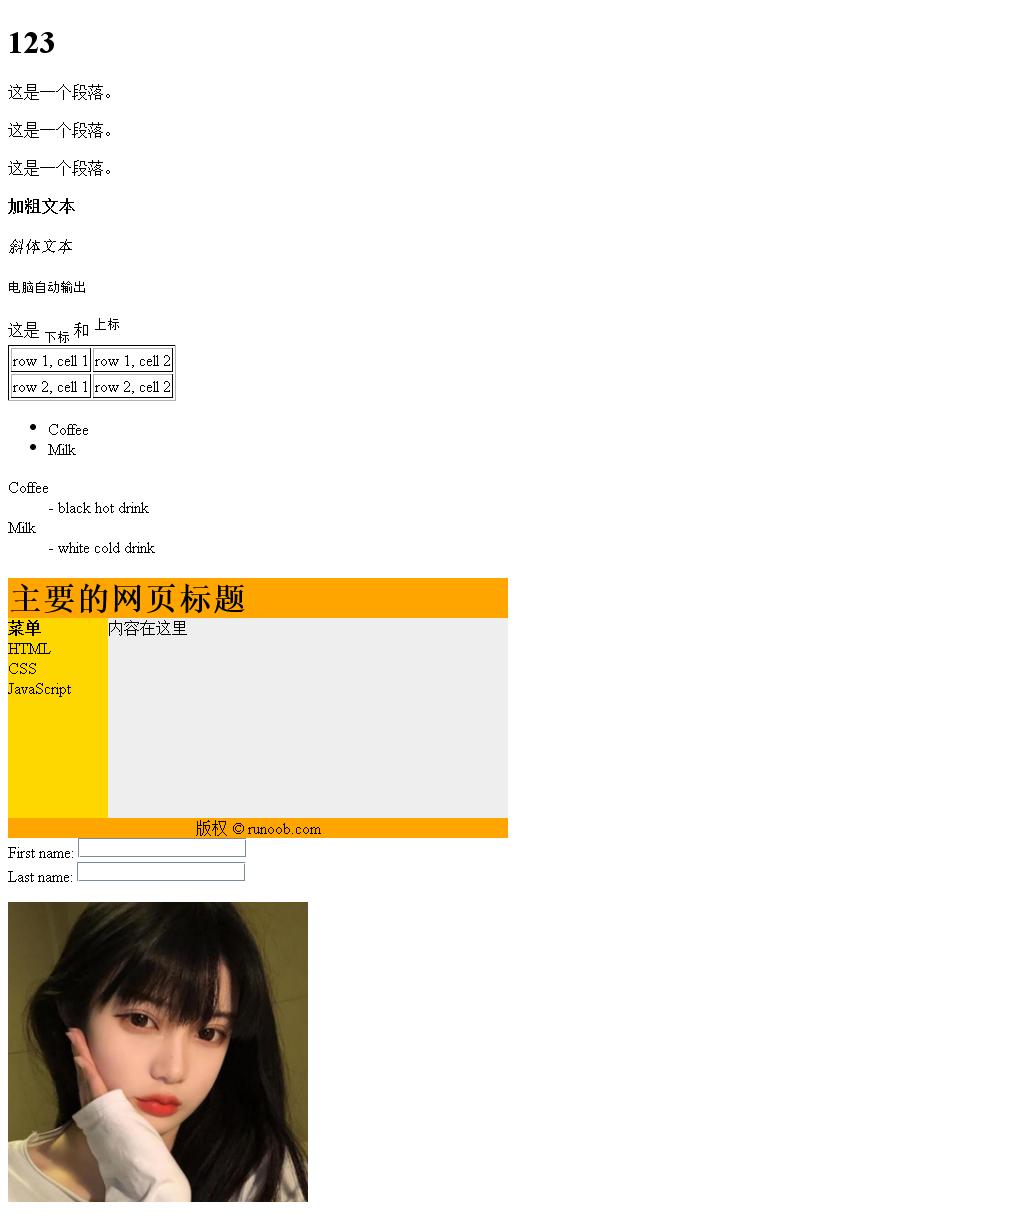 123
这是一个段落。
这是一个段落。
这是一个段落。
加粗文本
斜体文本
电脑自动输出
这是 下标 和 上标
row 1, cell 1 row 1, cell 2
row 2, cell 1 row 2, cell 2
Coffee
Milk
Coffee
- black hot drink
Milk
- white cold drink
主要的网页标题
菜单 内容在这里
HTML
CSS
JavaScript
版权 © runoob.com
First name:
Last name: